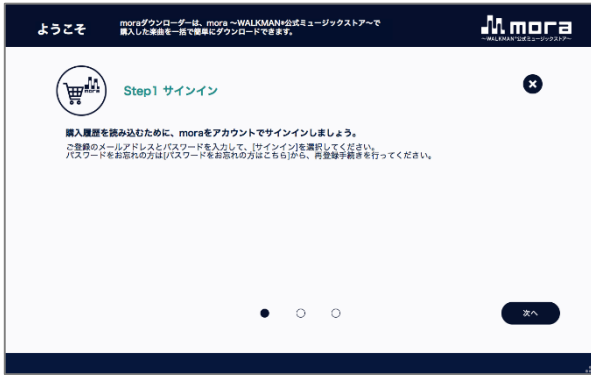 ようこそ
moraダウンローダーは、mora ～WALKMAN®公式ミュージックストア～で
購入した楽曲を一括で簡単にダウンロードできます。
mora
～WALKMAN®公式ミュージックストア～
mora
Step1 サインイン
購入履歴を読み込むために、moraをアカウントでサインインしましょう。
ご登録のメールアドレスとパスワードを入力して、[サインイン]を選択してください。
パスワードをお忘れの方は[パスワードをお忘れの方はこちら]から、再登録手続きを行ってください。
次へ